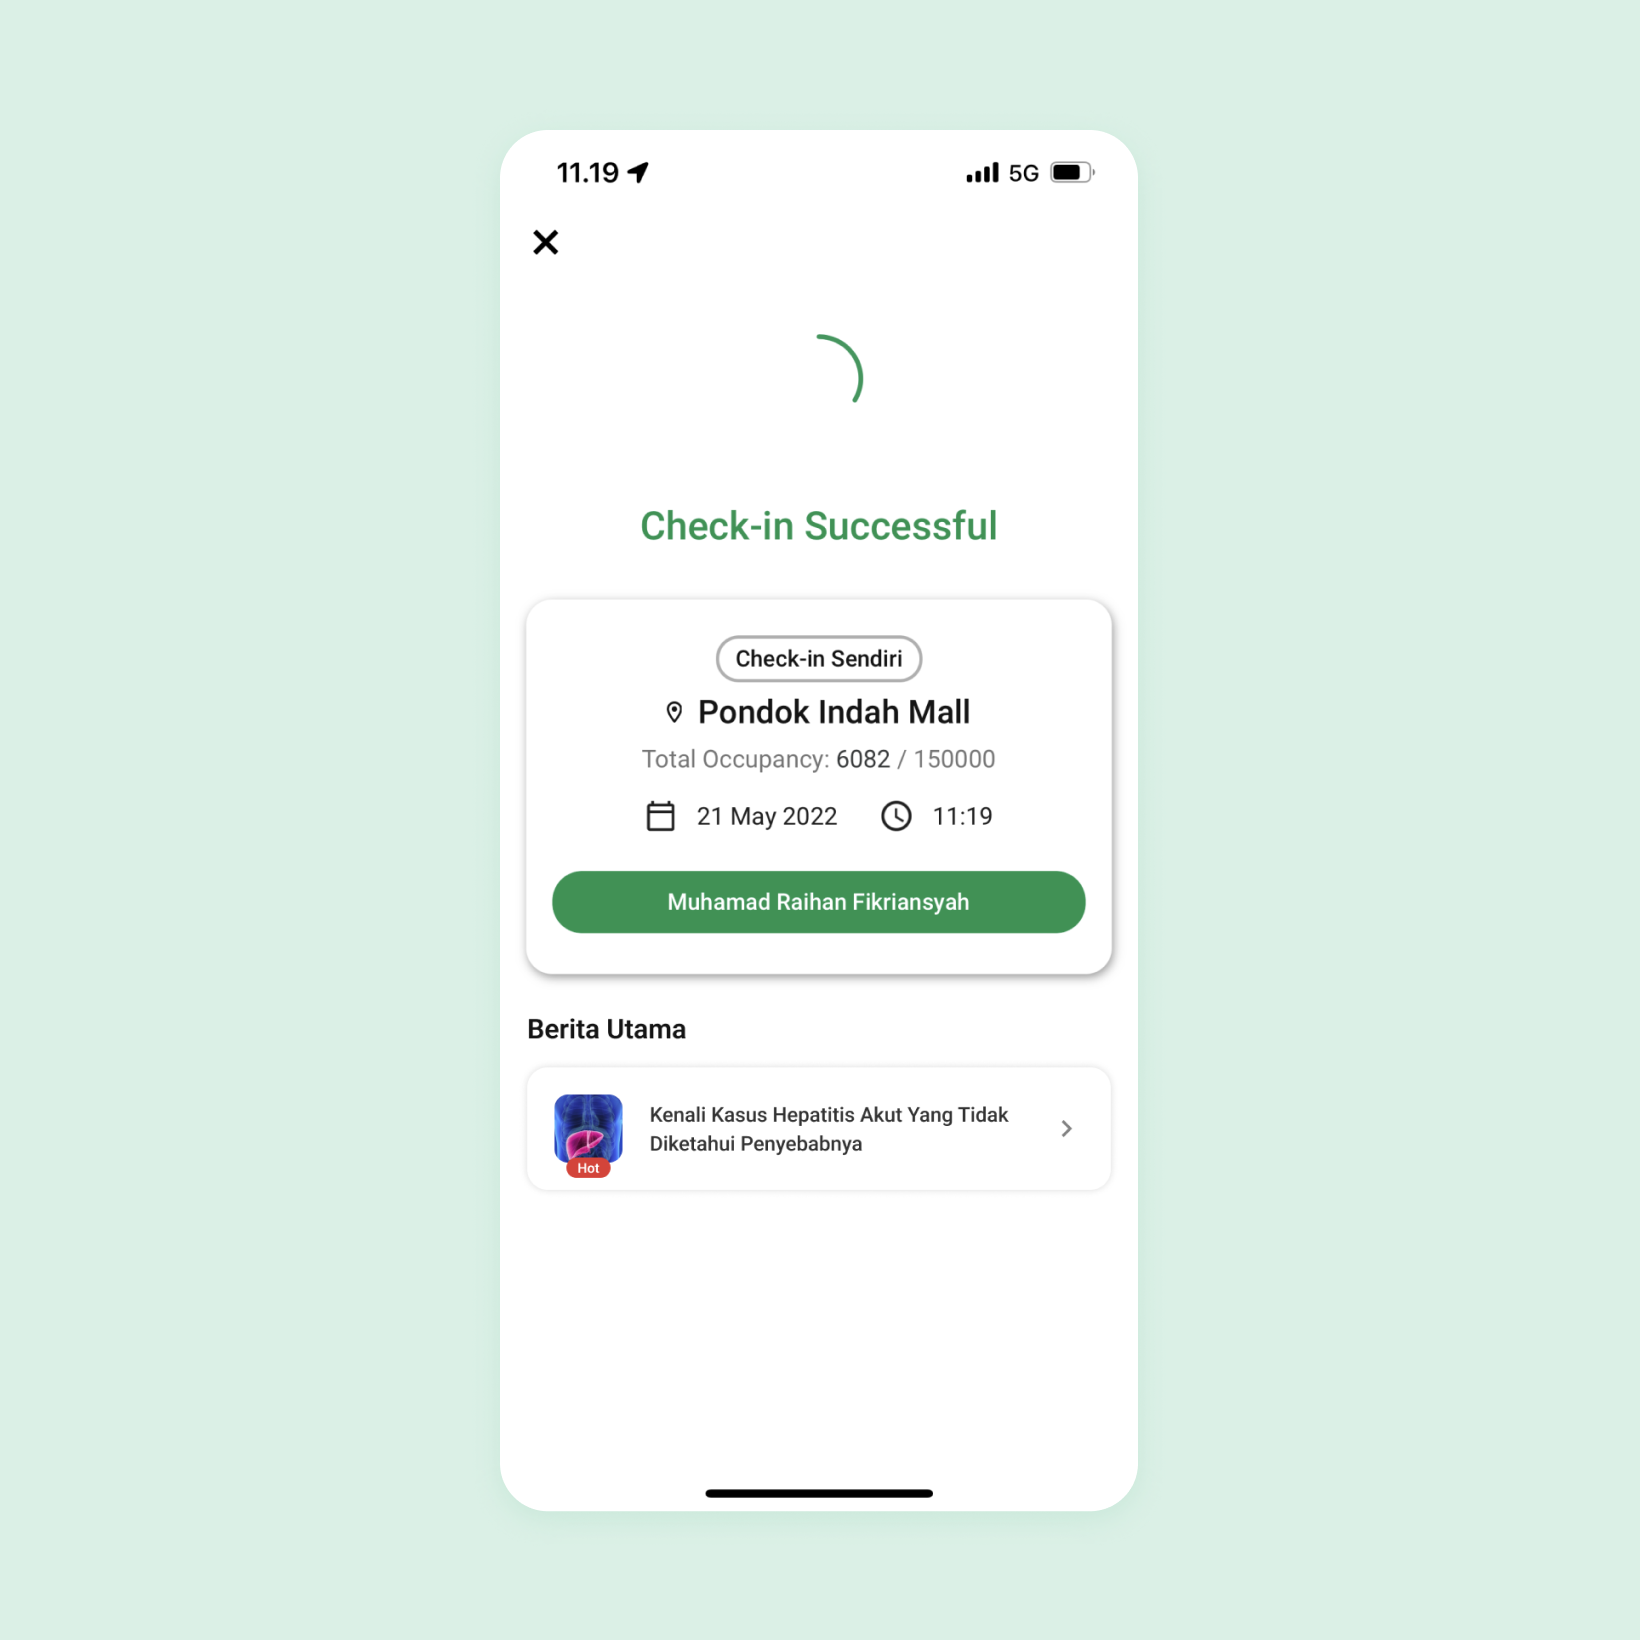 11.19
5G
Check-in Successful
Check-in Sendiri
Pondok Indah Mall
Total Occupancy: 6082 / 150000
21 May 2022 11:19
Muhamad Raihan Fikriansyah
Berita Utama
Kenali Kasus Hepatitis Akut Yang Tidak
Diketahui Penyebabnya
Hot